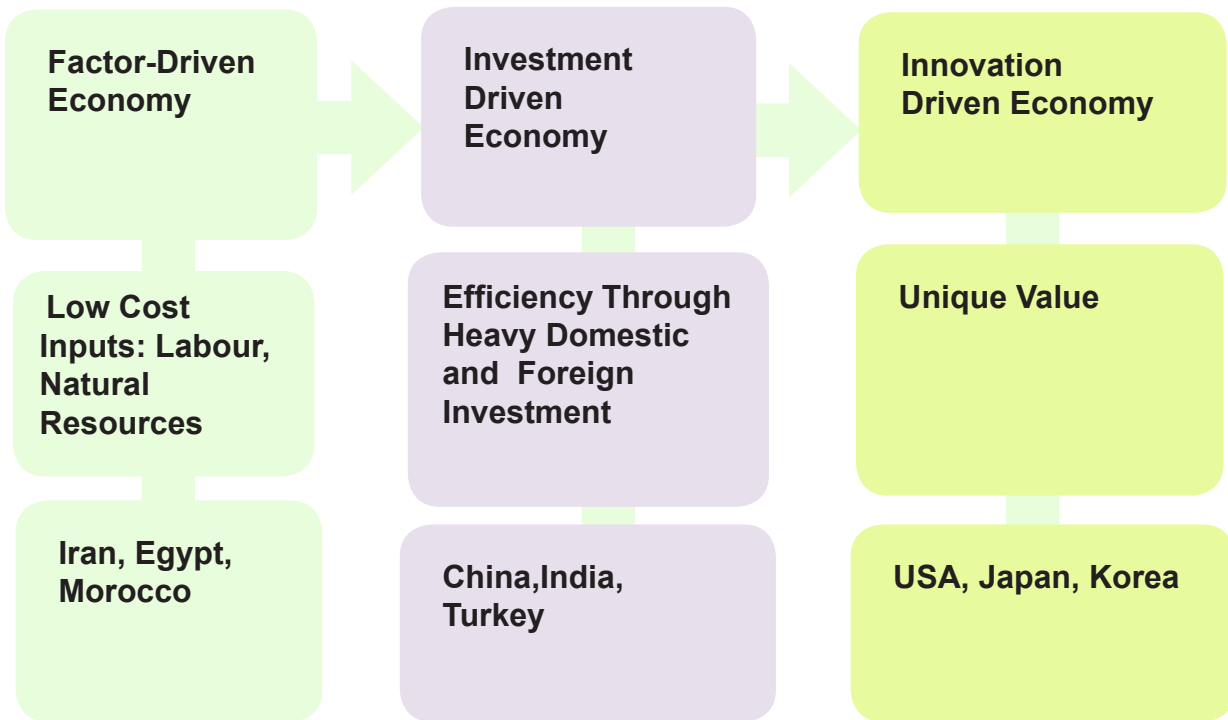 Factor-Driven
Economy
Investment
Driven
Economy
Innovation
Driven Economy
Low Cost
Inputs: Labour,
Natural
Resources
Efficiency Through
Heavy Domestic
and Foreign
Investment
Unique Value
Iran, Egypt,
Morocco
China,India,
Turkey
USA, Japan, Korea